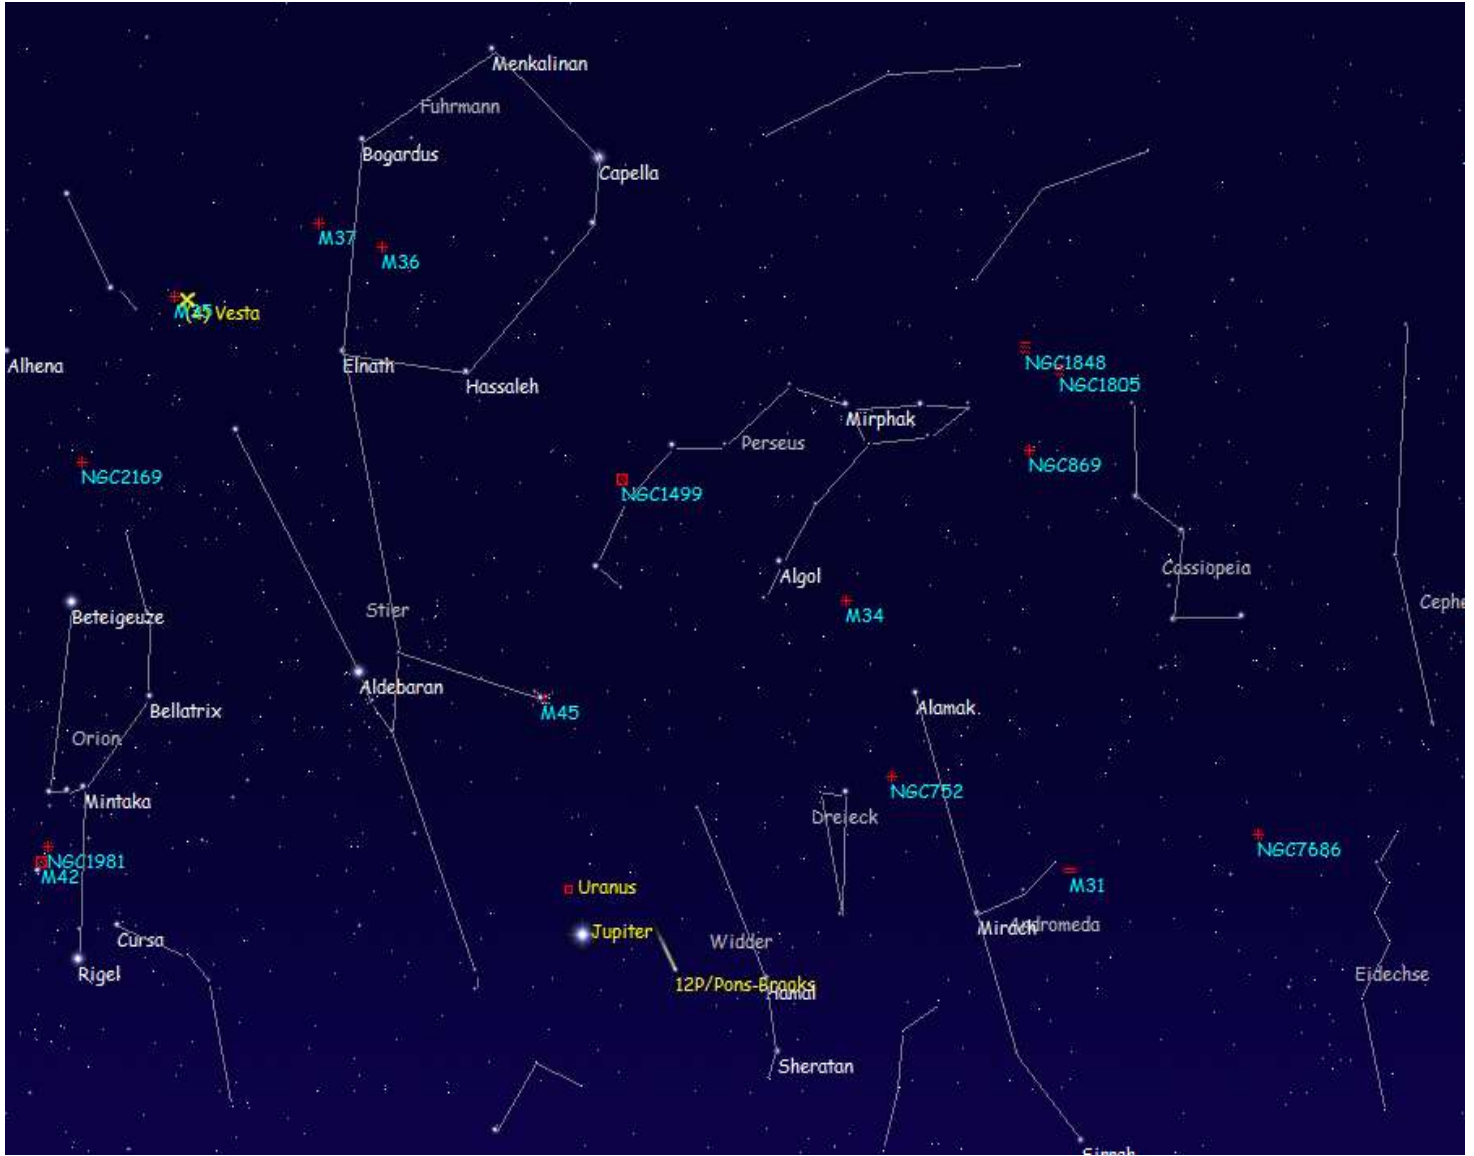 Menkalinan
Fuhrmann
Bogardus
Capella
M37
M36
(4) Vesta
Alhena
Elnath
Hassaleh
NGC1848
NGC1805
Mirphak
Perseus
NGC869
NGC2169
NGC1499
Algol
Cassiopeia
Cephe
Stier
Beteigeuze
M34
Aldebaran
Bellatrix
M45
Alamak
Orion
Mintaka
NGC752
Dreieck
NGC7686
NGC1981
M42
Uranus
M31
Jupiter
Widder
Mirach
Andromeda
Cursa
Rigel
12P/Pons-Brooks
Hamal
Eidechse
Sheratan